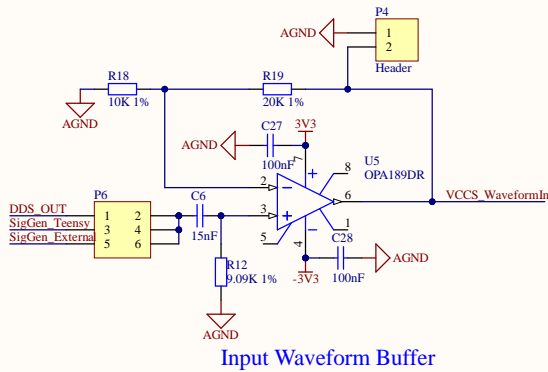 P4
AGND
1
2
Header
R18
10K 1%
R19
20K 1%
AGND
C27
3V3
AGND
100nF
7
8
U5
OPA189DR
2
6
VCCS_WaveformIn
P6
C6
DDS_OUT
1
2
3
SigGen_Teensy
3
4
SigGen_External
5
6
15nF
5
4
1
C28
AGND
R12
9.09K 1%
-3V3
100nF
AGND
Input Waveform Buffer